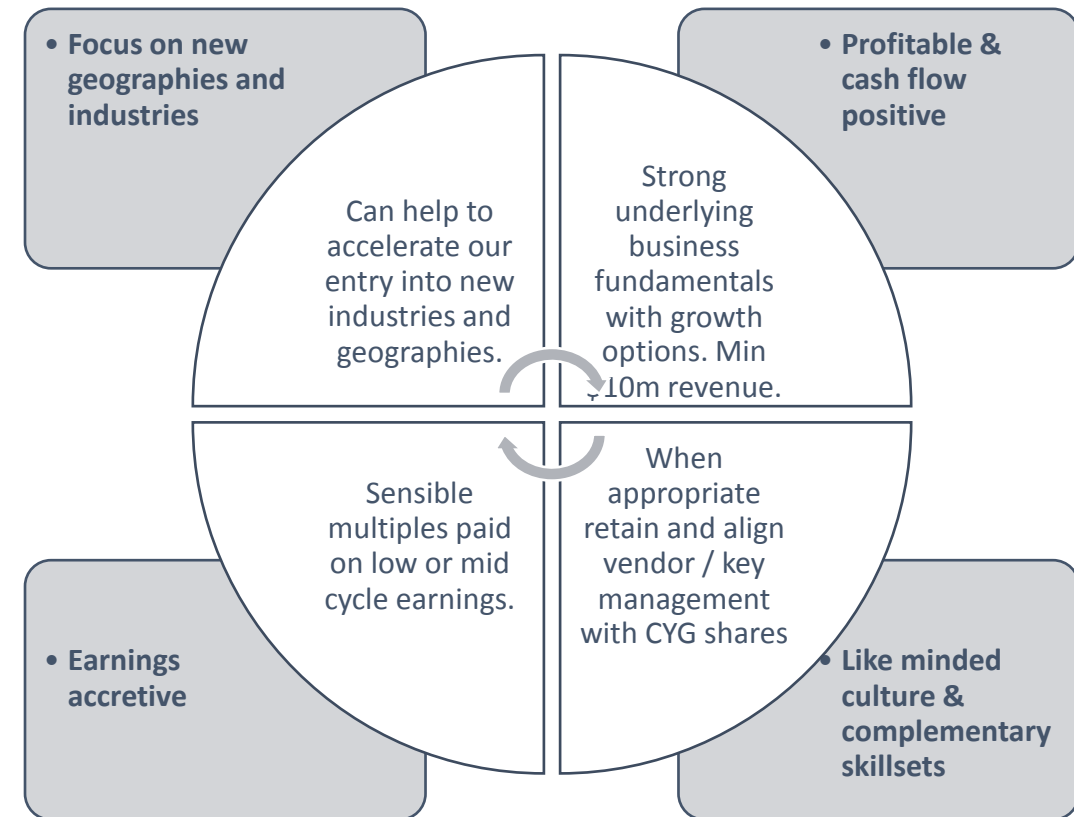 • Focus on new
geographies and
industries
Can help to
accelerate our
entry into new
industries and
geographies.
• Profitable &
cash flow
positive
Strong
underlying
business
fundamentals
with growth
options. Min
$10m revenue.
• Earnings
accretive
Sensible
multiples paid
on low or mid
cycle earnings.
• Like minded
culture &
complementary
skillsets
When
appropriate
retain and align
vendor / key
management
with CYG shares